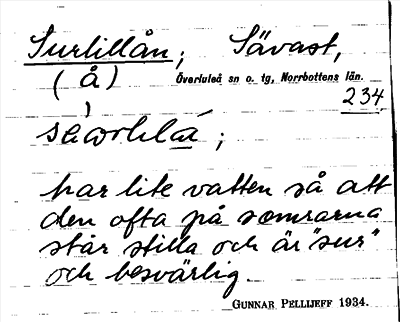 Surlillån; Sävast,
(å) Överluleå sn o. tg, Norrbottens län.
234
har lite vatten så att
den ofta på somrarna
står stilla och är "sur"
och besvärlig.
GUNNAR PELLIJEFF 1934.